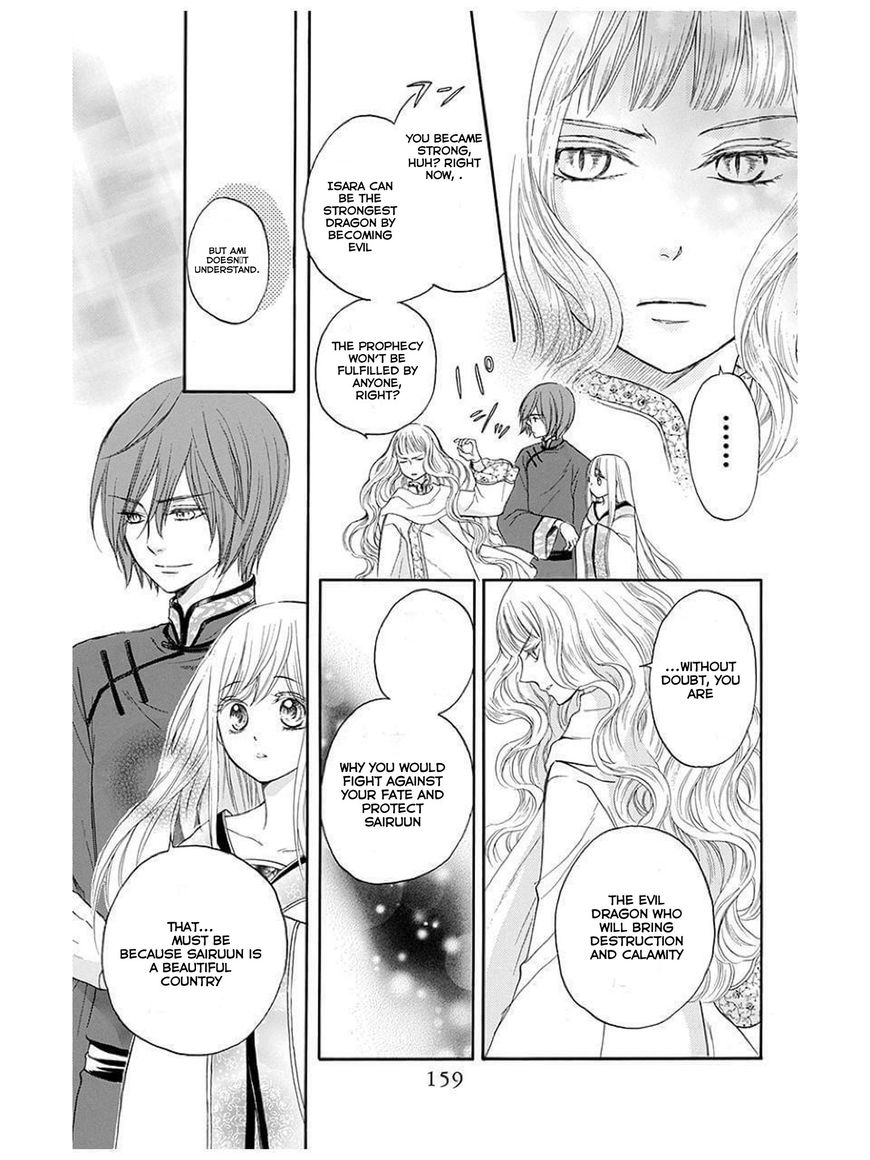 ・・・・・・
YOU BECAME
STRONG,
HUH? RIGHT
NOW, .
ISARA CAN
BE THE
STRONGEST
DRAGON BY
BECOMING
EVIL
THE PROPHECY
WON'T BE
FULFILLED BY
ANYONE,
RIGHT?
...WITHOUT
DOUBT, YOU
ARE
THE EVIL
DRAGON WHO
WILL BRING
DESTRUCTION
AND CALAMITY
WHY YOU WOULD
FIGHT AGAINST
YOUR FATE AND
PROTECT
SAIRUUN
BUT AMI
DOESN▯T
UNDERSTAND.
THAT...
MUST BE
BECAUSE SAIRUUN IS
A BEAUTIFUL
COUNTRY
159